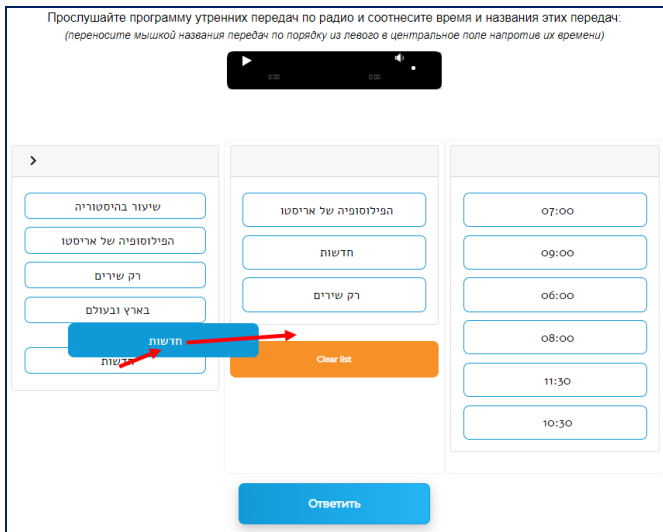 Прослушайте программу утренних передач по радио и соотнесите время и названия этих передач:
(переносите мышкой названия передач по порядку из левого в центральное поле напротив их времени)
0:00
0:00
שיעור בהיסטוריה
הפילוסופיה של אריסטו
רק שירים
בארץ ובעולם
חדשות
חדשות
הפילוסופיה של אריסטו
חדשות
רק שירים
Clear list
07:00
09:00
06:00
08:00
11:30
10:30
Ответить